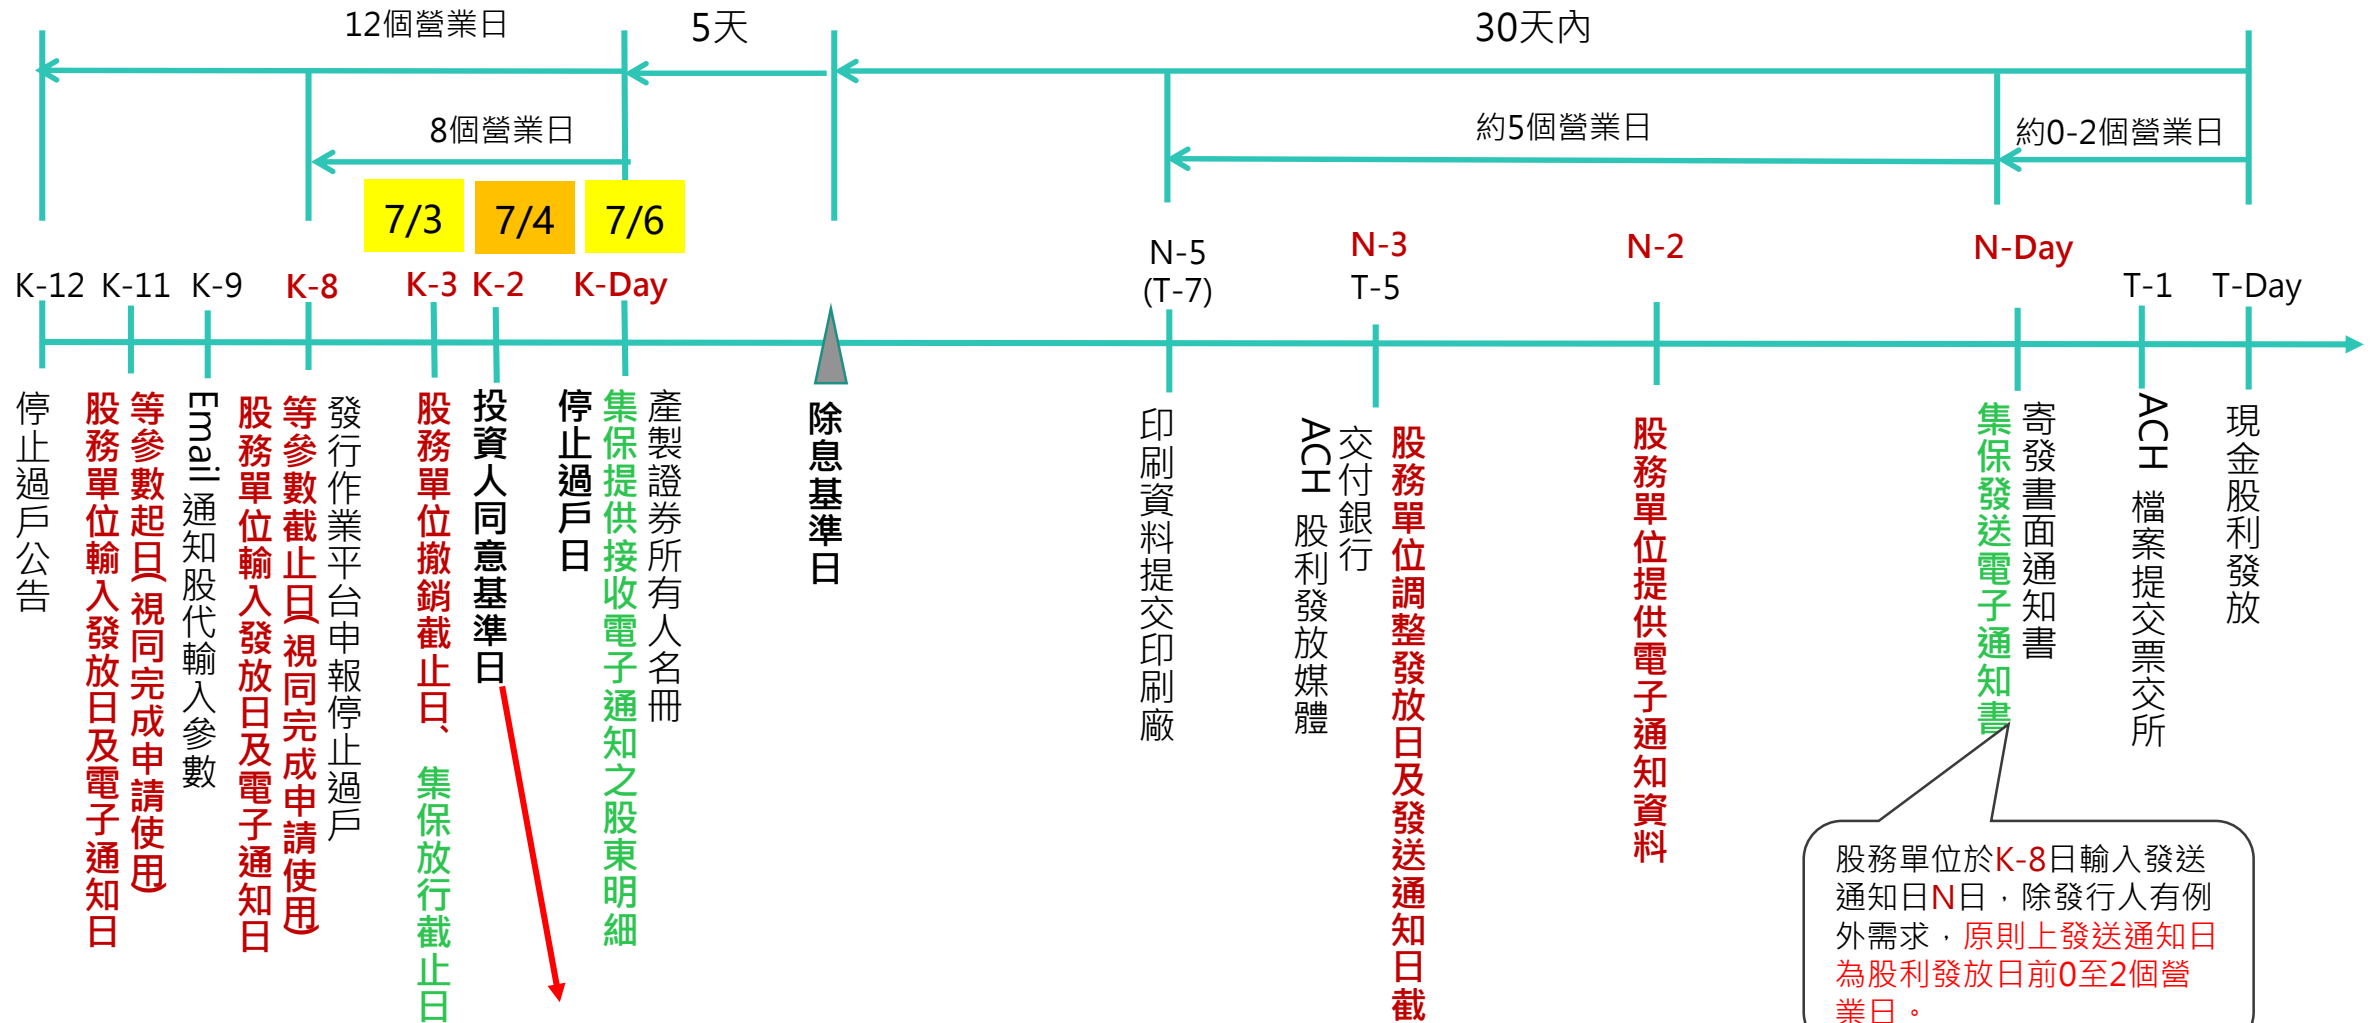 12個營業日
5天
30天內
8個營業日
約5個營業日
約0-2個營業日
7/3
7/4
7/6
K-12
K-11
K-9
K-8
K-3
K-2
K-Day
N-5
(T-7)
N-3
T-5
N-2
N-Day
T-1
T-Day
停止過戶公告
股務單位輸入發放日及電子通知日
等參數起日(視同完成申請使用)
Email 通知股代輸入參數
股務單位輸入發放日及電子通知日
等參數截止日(視同完成申請使用)
發行作業平台申報停止過戶
股務單位撤銷截止日、集保放行截止日
投資人同意基準日
停止過戶日
集保提供接收電子通知之股東明細
產製證券所有人名冊
除息基準日
印刷資料提交印刷廠
ACH 股利發放媒體
交付銀行
股務單位調整發放日及發送通知日截
股務單位提供電子通知資料
集保發送電子通知書
寄發書面通知書
ACH 檔案提交票交所
現金股利發放
股務單位於K-8日輸入發送
通知日N日，除發行人有例
外需求，原則上發送通知日
為股利發放日前0至2個營
業日。